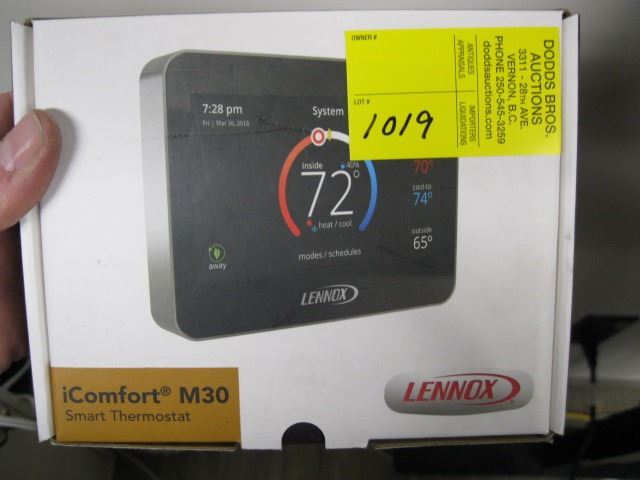 OWNER #
LOT #
1019
ANTIQUES
APPRAISALS
IMPORTERS
LIQUIDATIONS
DODDS BROS.
AUCTIONS
3311 - 28TH AVE.
VERNON, B.C.
PHONE 250-545-3259
doddsauctions.com
7:28 pm
Fri | Mar 16, 2018
System
Inside
40%
72°
heat / cool
modes / schedules
away
70°
cool-to
74°
outside
65°
LENNOX
iComfort® M30
Smart Thermostat
LENNOX